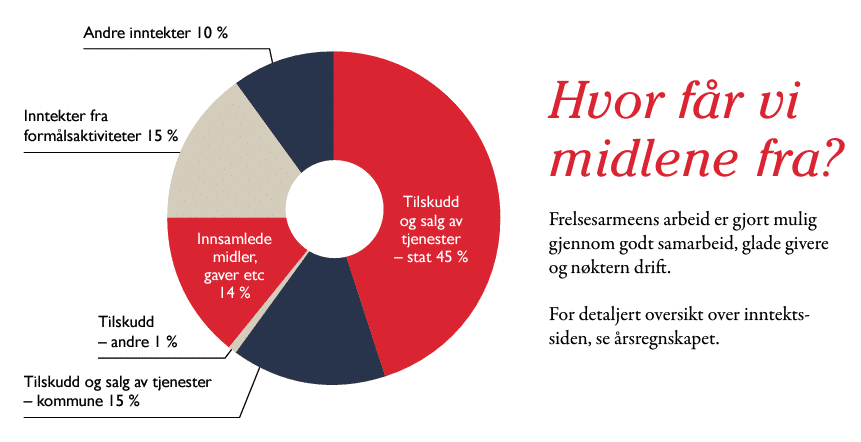 Andre inntekter 10 %
Inntekter fra
formålsaktiviteter 15 %
Innsamlede
midler,
gaver etc
14 %
Tilskudd
– andre 1 %
Tilskudd og salg av tjenester
– kommune 15 %
Tilskudd
og salg av
tjenester
– stat 45 %
Hvor får vi
midlene fra?
Frelsesarmeens arbeid er gjort mulig
gjennom godt samarbeid, glade givere
og nøktern drift.
For detaljert oversikt over inntekts-
siden, se årsregnskapet.